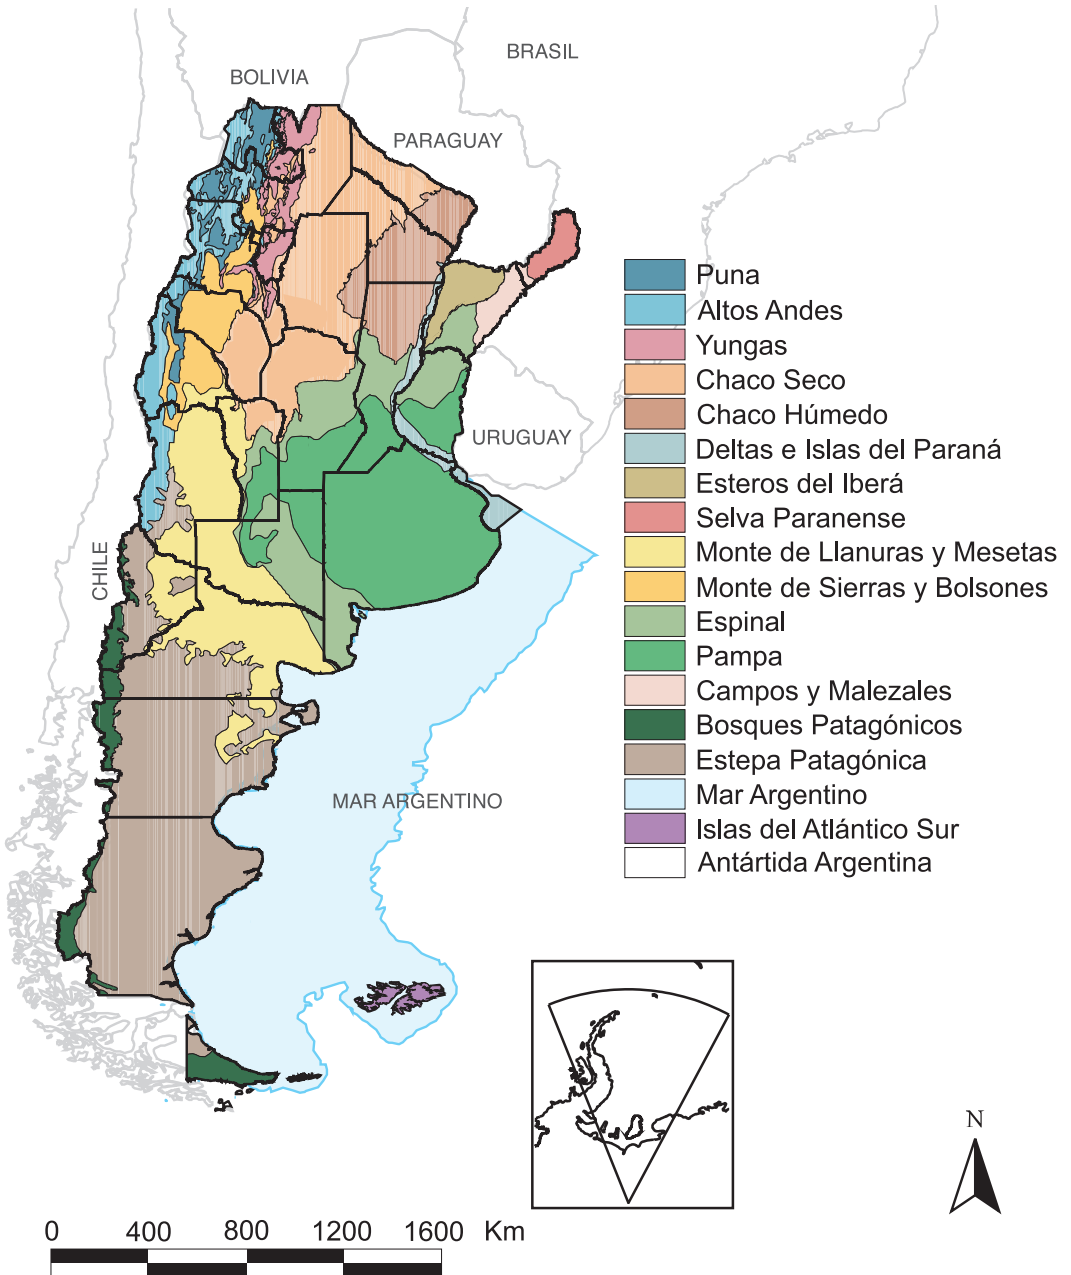 BRASIL
BOLIVIA
PARAGUAY
URUGUAY
CHILE
MAR ARGENTINO
Puna
Altos Andes
Yungas
Chaco Seco
Chaco Húmedo
Deltas e Islas del Paraná
Esteros del Iberá
Selva Paranense
Monte de Llanuras y Mesetas
Monte de Sierras y Bolsones
Espinal
Pampa
Campos y Malezales
Bosques Patagónicos
Estepa Patagónica
Mar Argentino
Islas del Atlántico Sur
Antártida Argentina
N
0 400 800 1200 1600 Km